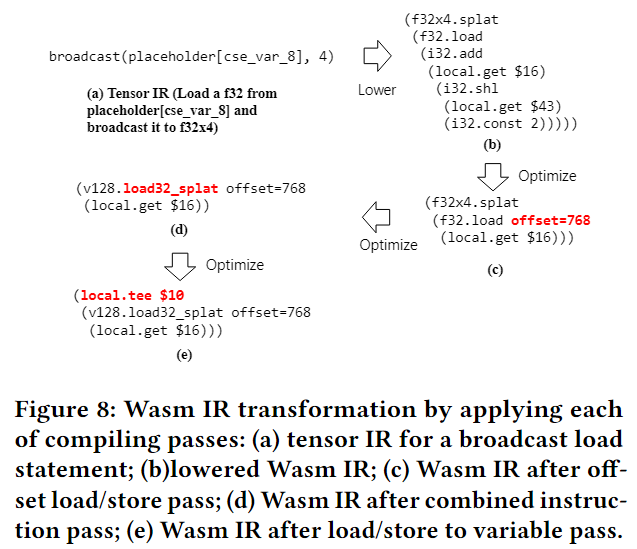 broadcast(placeholder[cse_var_8], 4)
(a) Tensor IR (Load a f32 from
placeholder[cse_var_8] and
broadcast it to f32x4)
Lower
(f32x4.splat
(f32.load
(i32.add
(local.get $16)
(i32.shl
(local.get $43)
(i32.const 2)))))
(b)
Optimize
(f32x4.splat
(f32.load offset=768
(local.get $16)))
(c)
Optimize
(v128.load32_splat offset=768
(local.get $16))
(d)
Optimize
(local.tee $10
(v128.load32_splat offset=768
(local.get $16)))
(e)
Figure 8: Wasm IR transformation by applying each
of compiling passes: (a) tensor IR for a broadcast load
statement; (b)lowered Wasm IR; (c) Wasm IR after off-
set load/store pass; (d) Wasm IR after combined instruc-
tion pass; (e) Wasm IR after load/store to variable pass.